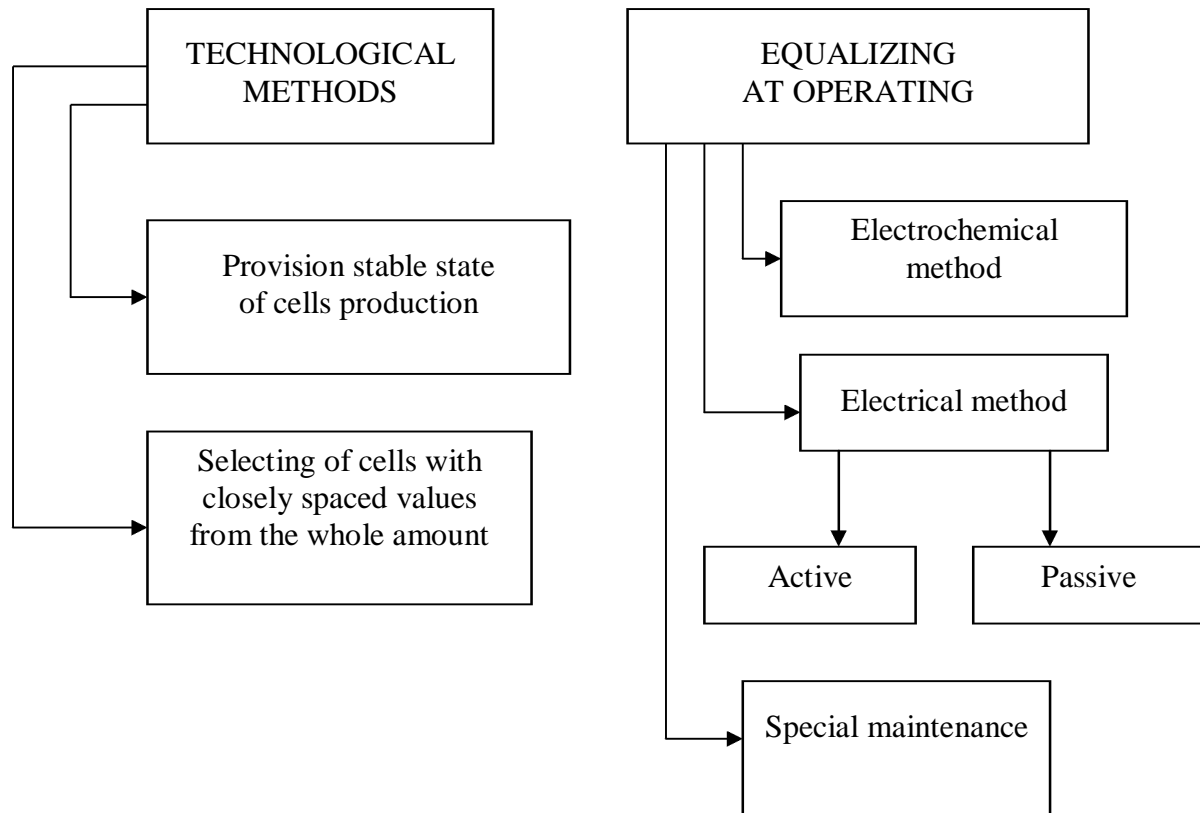 TECHNOLOGICAL
METHODS
Provision stable state
of cells production
Selecting of cells with
closely spaced values
from the whole amount
EQUALIZING
AT OPERATING
Electrochemical
method
Electrical method
Active
Passive
Special maintenance